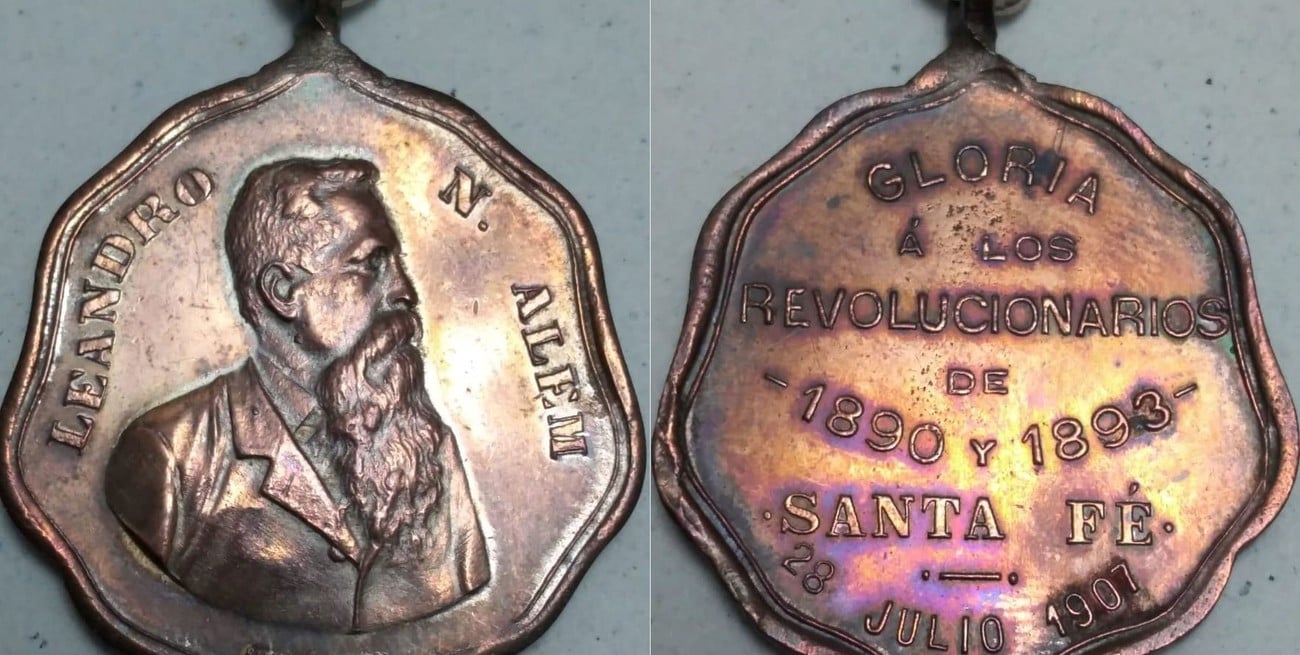 LEANDRO N. ALEM
GLORIA
Á LOS
REVOLUCIONARIOS
DE
-1890 Y 1893-
·SANTA FÉ·
28 JULIO 1907